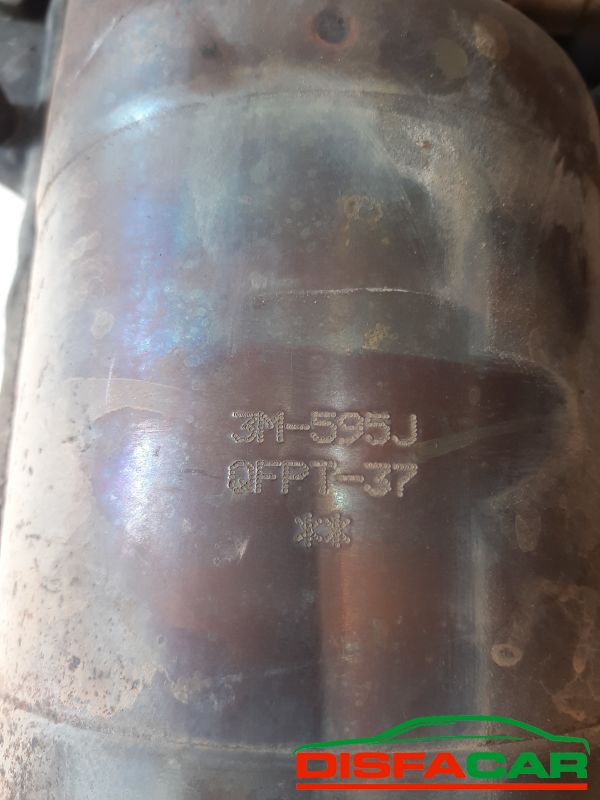 3M-595J
QFPT-37
**
DISFACAR